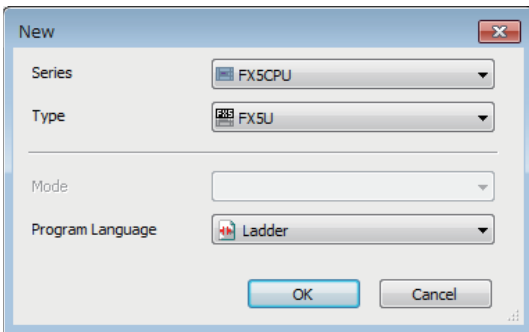 New
Series FX5CPU
Type FX5U
Mode
Program Language Ladder
OK Cancel